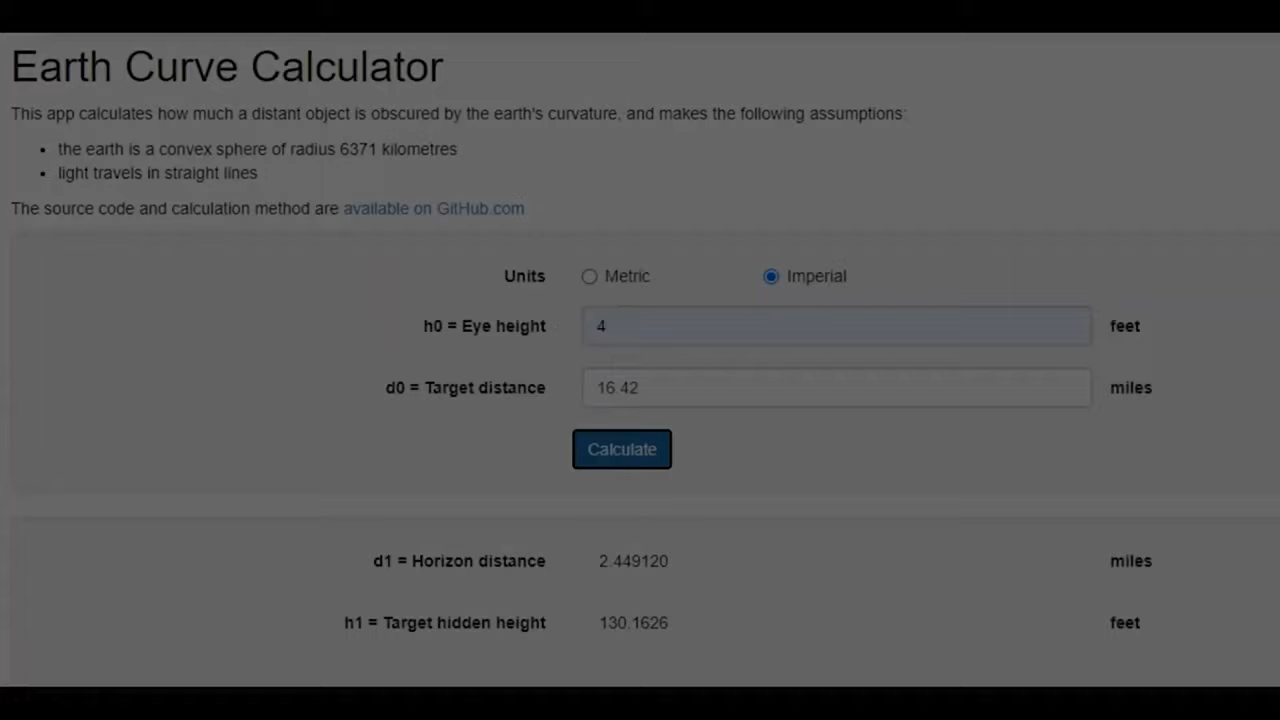 Earth Curve Calculator
This app calculates how much a distant object is obscured by the earth's curvature, and makes the following assumptions:
• the earth is a convex sphere of radius 6371 kilometres
• light travels in straight lines
The source code and calculation method are available on GitHub.com
Units Metric Imperial
h0 = Eye height 4 feet
d0 = Target distance 16.42 miles
Calculate
d1 = Horizon distance 2.449120 miles
h1 = Target hidden height 130.1626 feet